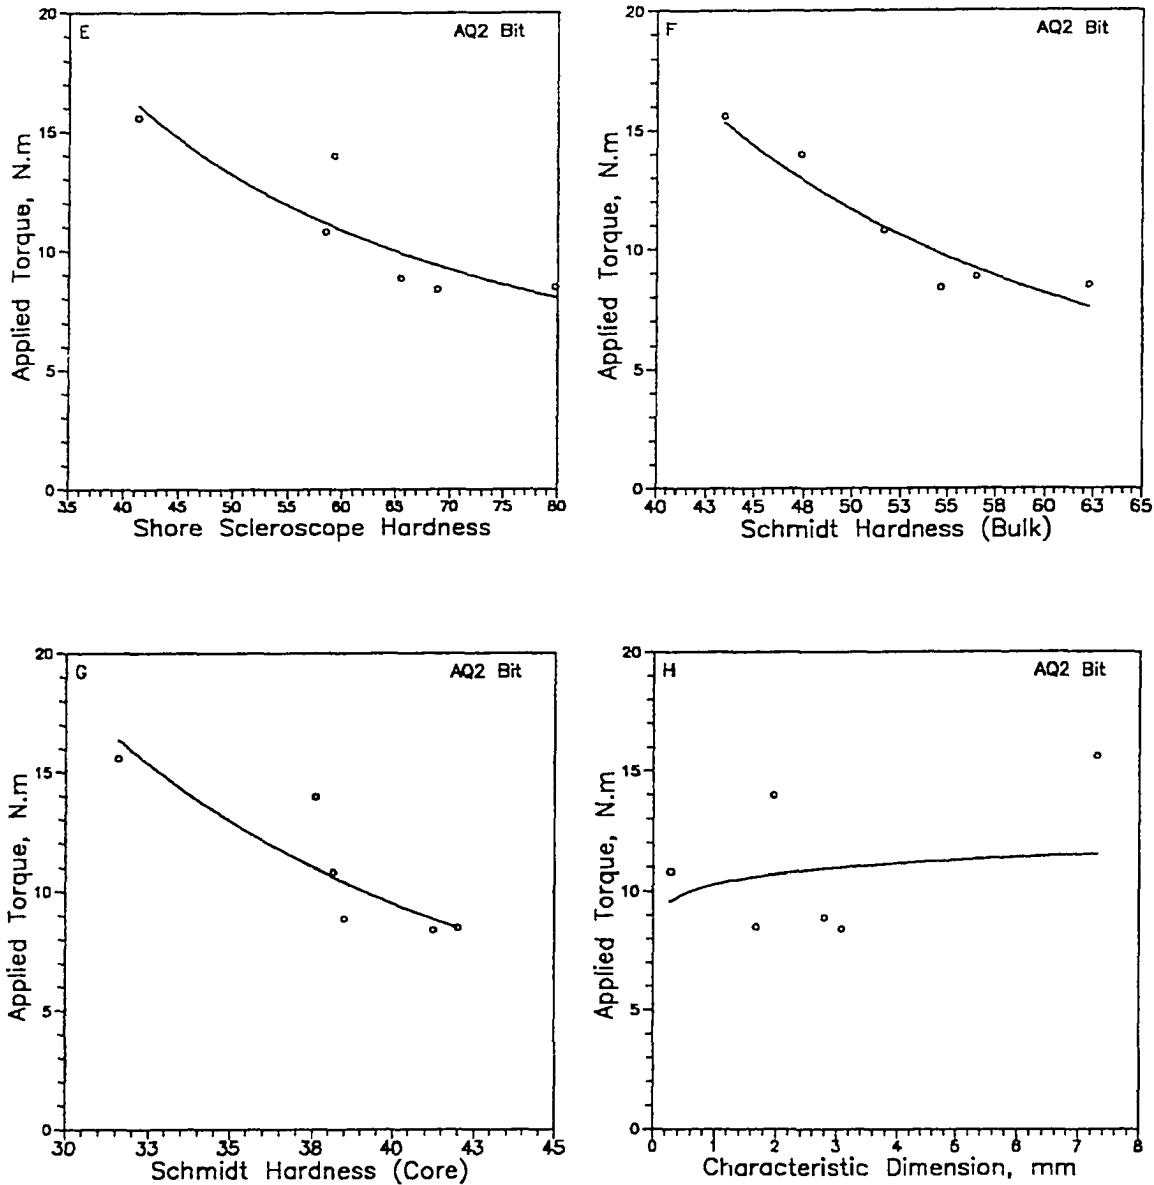 20
E
AQ2 Bit
15
10
5
0
Applied Torque, N.m
35 40 45 50 55 60 65 70 75 80
Shore Scleroscope Hardness
20
F
AQ2 Bit
15
10
5
0
Applied Torque, N.m
40 43 45 48 50 53 55 58 60 63 65
Schmidt Hardness (Bulk)
20
G
AQ2 Bit
15
10
5
0
Applied Torque, N.m
30 33 35 38 40 43 45
Schmidt Hardness (Core)
20
H
AQ2 Bit
15
10
5
0
Applied Torque, N.m
0 1 2 3 4 5 6 7 8
Characteristic Dimension, mm